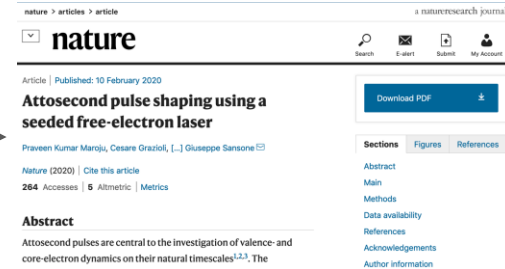 nature > articles > article
a natureresearch journal
nature
Search
E-alert
Submit
My Account
Article | Published: 10 February 2020
Attosecond pulse shaping using a
seeded free-electron laser
Praveen Kumar Maroju, Cesare Grazioli, [...] Giuseppe Sansone
Nature (2020) | Cite this article
264 Accesses | 5 Altmetric | Metrics
Abstract
Attosecond pulses are central to the investigation of valence- and
core-electron dynamics on their natural timescales1,2,3. The
Download PDF
Sections Figures References
Abstract
Main
Methods
Data availability
References
Acknowledgements
Author information